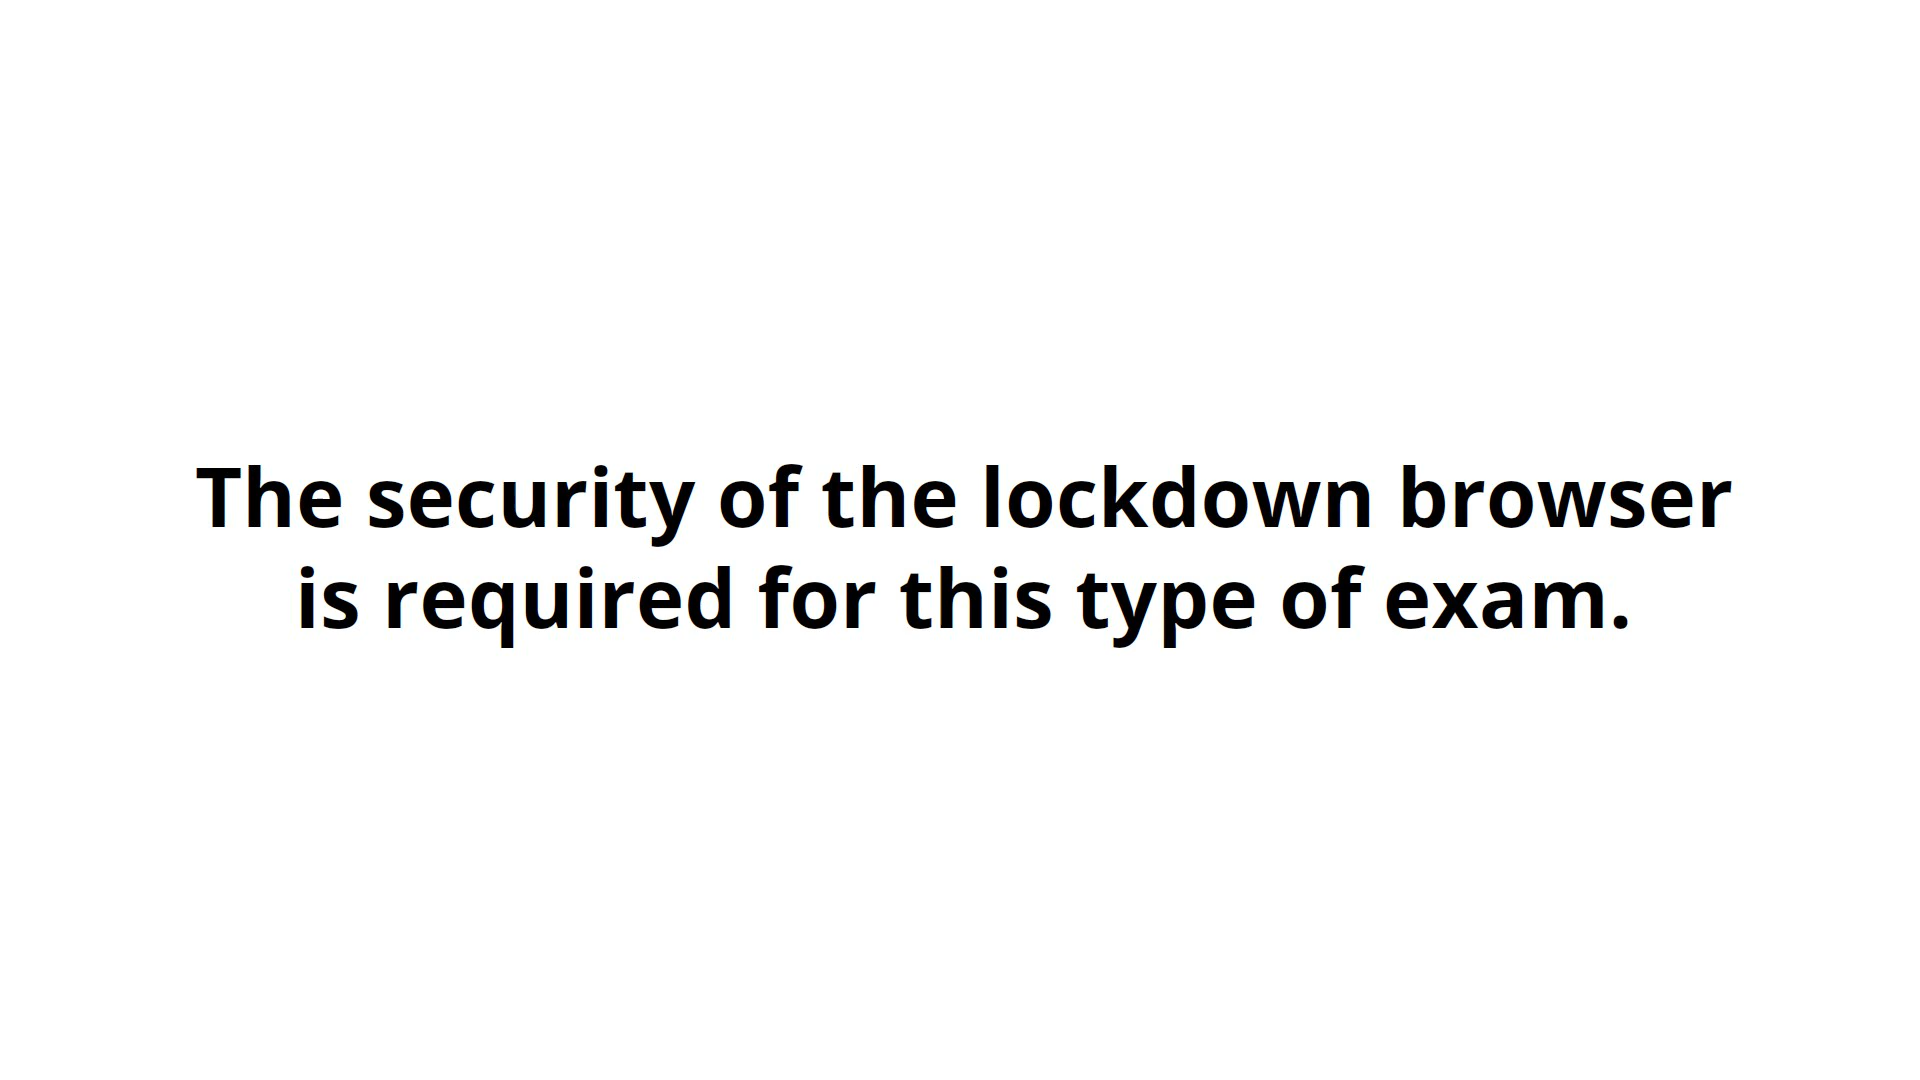 The security of the lockdown browser
is required for this type of exam.